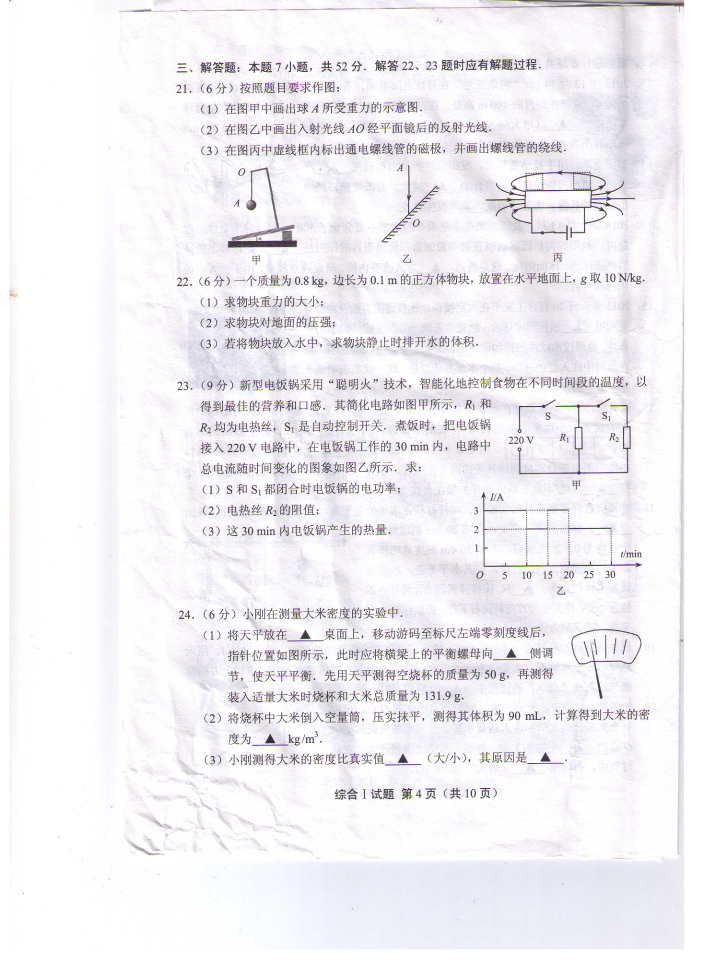 三、解答题：本题 7 小题，共 52 分．解答 22、23 题时应有解题过程．
21.（6 分）按照题目要求作图：
（1）在图甲中画出球 A 所受重力的示意图．
（2）在图乙中画出入射光线 AO 经平面镜后的反射光线．
（3）在图丙中虚线框内标出通电螺线管的磁极，并画出螺线管的绕线．
O
A
甲
A
O
乙
丙
22.（6 分）一个质量为 0.8 kg，边长为 0.1 m 的正方体物块，放置在水平地面上，g 取 10 N/kg．
（1）求物块重力的大小；
（2）求物块对地面的压强；
（3）若将物块放入水中，求物块静止时排开水的体积．
23.（9 分）新型电饭锅采用“聪明火”技术，智能化地控制食物在不同时间段的温度，以
得到最佳的营养和口感．其简化电路如图甲所示，R₁ 和
R₂ 均为电热丝，S₁ 是自动控制开关．煮饭时，把电饭锅
接入 220 V 电路中，在电饭锅工作的 30 min 内，电路中
总电流随时间变化的图象如图乙所示．求：
（1）S 和 S₁ 都闭合时电饭锅的电功率；
（2）电热丝 R₂ 的阻值；
（3）这 30 min 内电饭锅产生的热量．
S S₁
220 V R₁ R₂
甲
I/A
3
2
1
t/min
O 5 10 15 20 25 30
乙
24.（6 分）小刚在测量大米密度的实验中．
（1）将天平放在 ▲ 桌面上，移动游码至标尺左端零刻度线后，
指针位置如图所示，此时应将横梁上的平衡螺母向 ▲ 侧调
节，使天平平衡．先用天平测得空烧杯的质量为 50 g，再测得
装入适量大米时烧杯和大米总质量为 131.9 g．
（2）将烧杯中大米倒入空量筒，压实抹平，测得其体积为 90 mL，计算得到大米的密
度为 ▲ kg/m³．
（3）小刚测得大米的密度比真实值 ▲ （大/小），其原因是 ▲ ．
综合 I 试题 第 4 页（共 10 页）